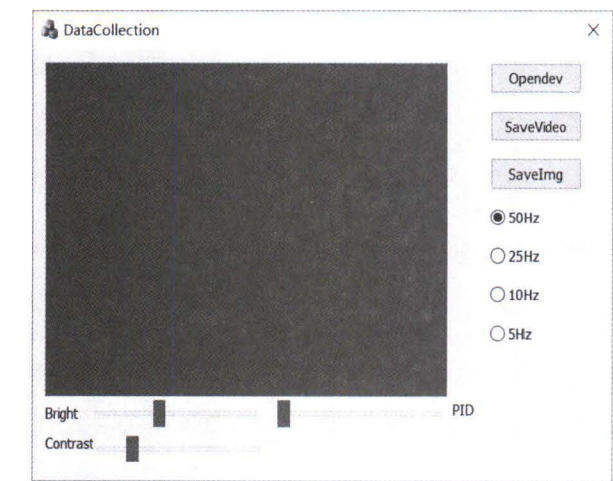 DataCollection
Opendev
SaveVideo
SaveImg
50Hz
25Hz
10Hz
5Hz
Bright
PID
Contrast